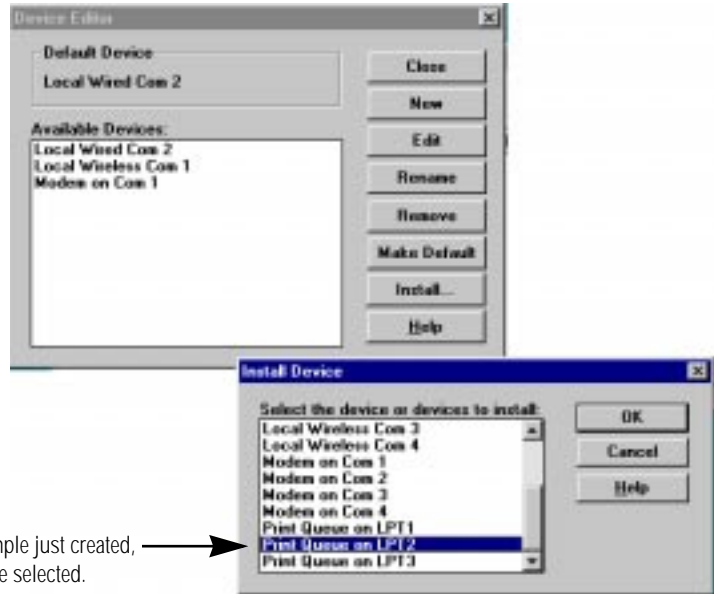 Device Editor
Default Device
Local Wired Com 2
Available Devices:
Local Wired Com 2
Local Wireless Com 1
Modem on Com 1
Close
New
Edit
Rename
Remove
Make Default
Install...
Help
Install Device
Select the device or devices to install:
Local Wireless Com 3
Local Wireless Com 4
Modem on Com 1
Modem on Com 2
Modem on Com 3
Modem on Com 4
Print Queue on LPT1
Print Queue on LPT2
Print Queue on LPT3
OK
Cancel
Help
just created,
selected.